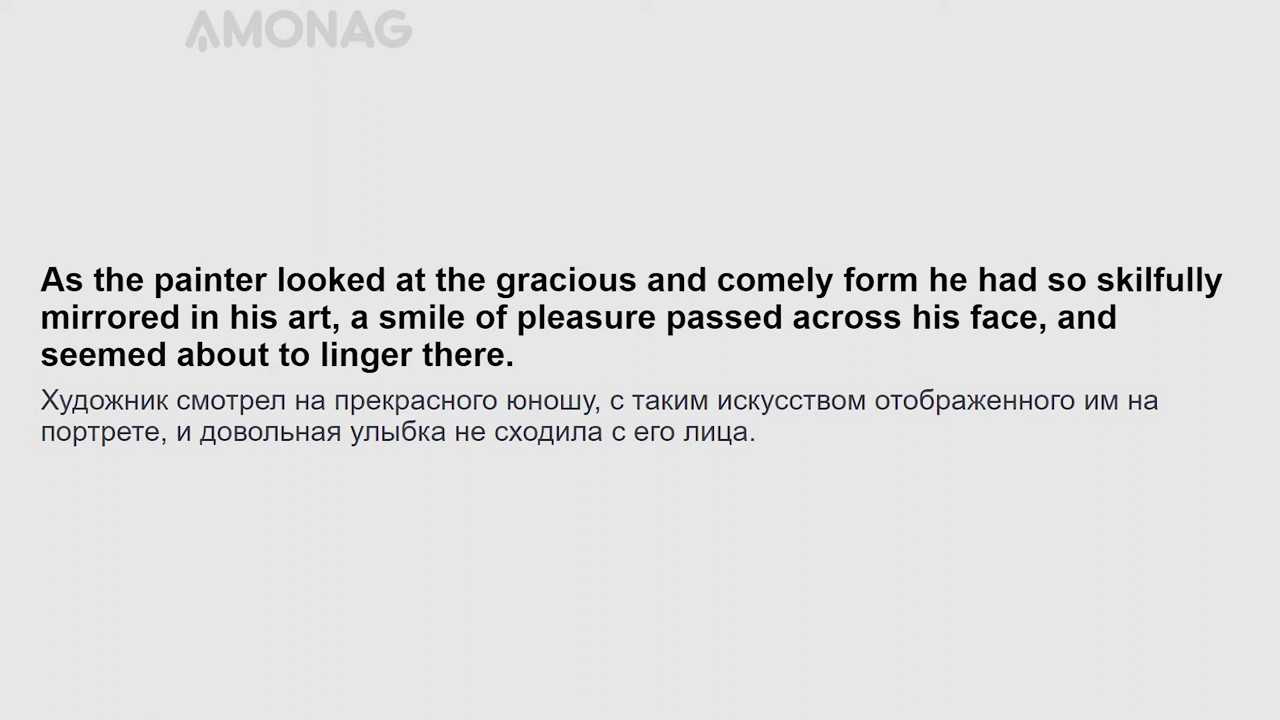 AMONAG
As the painter looked at the gracious and comely form he had so skilfully
mirrored in his art, a smile of pleasure passed across his face, and
seemed about to linger there.
Художник смотрел на прекрасного юношу, с таким искусством отображенного им на
портрете, и довольная улыбка не сходила с его лица.